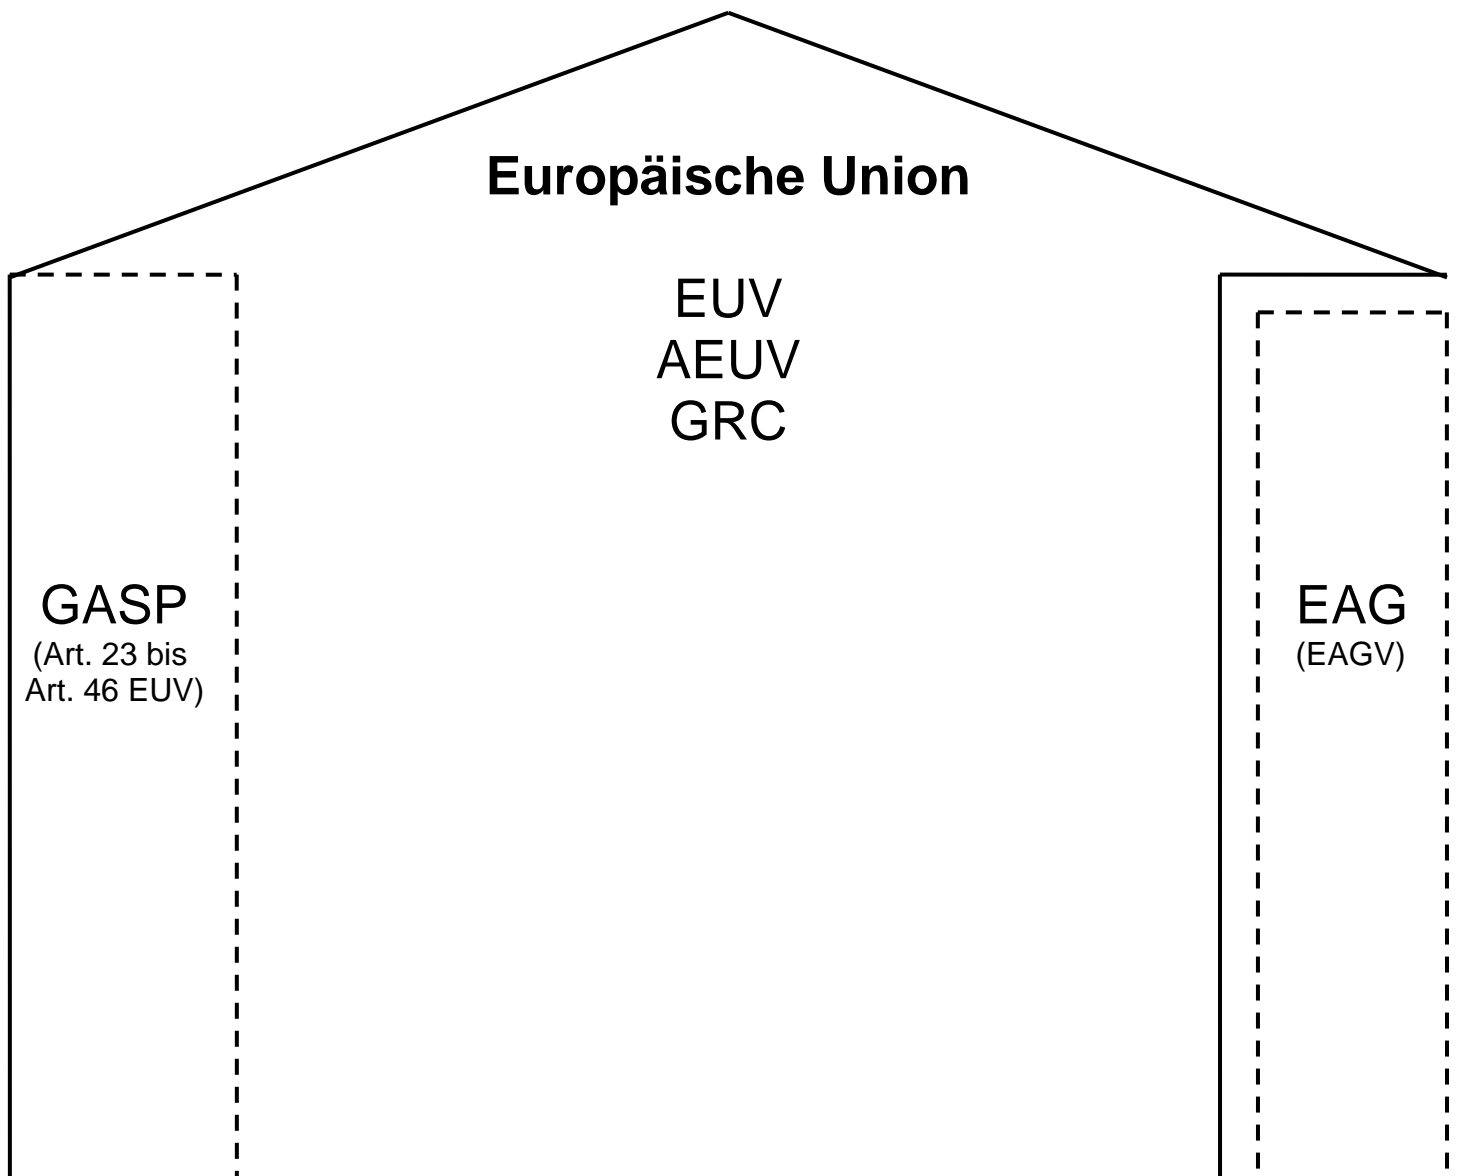 Europäische Union
EUV
AEUV
GRC
GASP
(Art. 23 bis
Art. 46 EUV)
EAG
(EAGV)